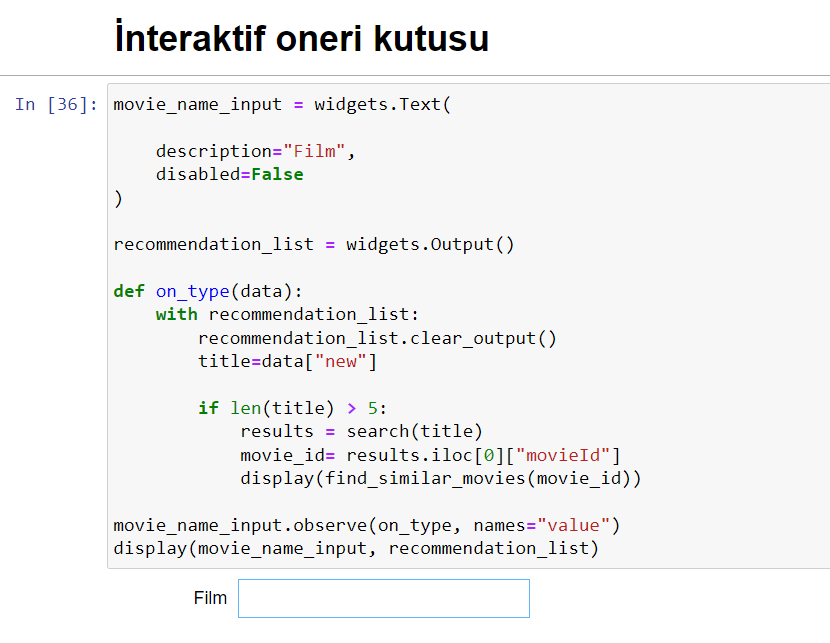 İnteraktif oneri kutusu
In [36]: movie_name_input = widgets.Text(
    description="Film",
    disabled=False
)
recommendation_list = widgets.Output()
def on_type(data):
    with recommendation_list:
        recommendation_list.clear_output()
        title=data["new"]
        if len(title) > 5:
            results = search(title)
            movie_id= results.iloc[0]["movieId"]
            display(find_similar_movies(movie_id))
movie_name_input.observe(on_type, names="value")
display(movie_name_input, recommendation_list)
Film